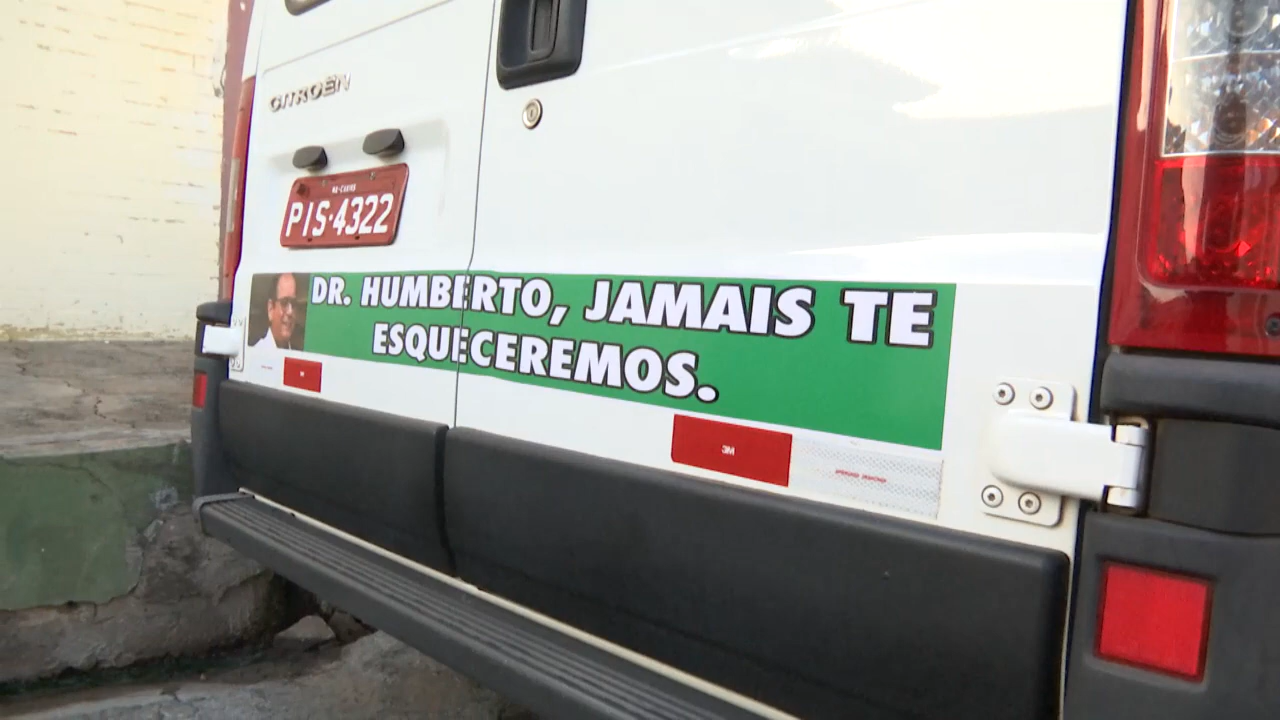 CITROËN
PIS·4322
DR. HUMBERTO, JAMAIS TE
ESQUECEREMOS.
3M